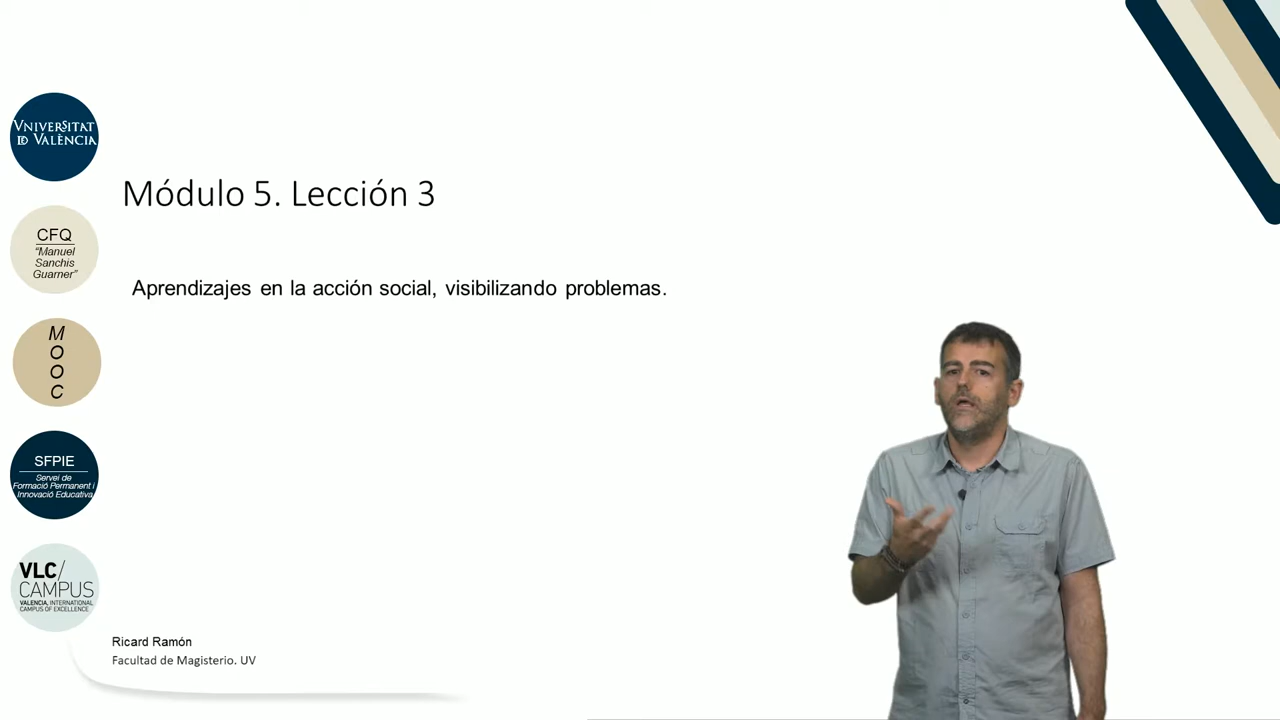 VNIVERSITAT
ID VALÈNCIA
Módulo 5. Lección 3
CFQ
“Manuel
Sanchis
Guarner”
Aprendizajes en la acción social, visibilizando problemas.
M
O
O
C
SFPIE
Servei de
Formació Permanent i
Innovació Educativa
VLC/
CAMPUS
VALENCIA, INTERNATIONAL
CAMPUS OF EXCELLENCE
Ricard Ramón
Facultad de Magisterio. UV